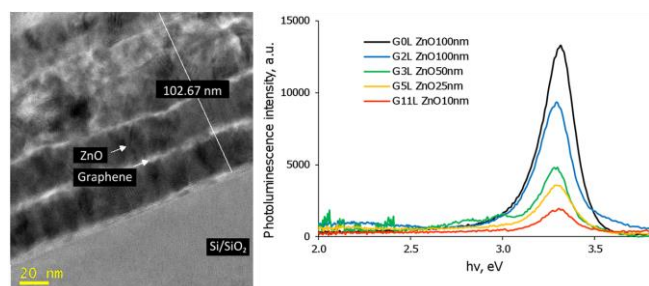 102.67 nm
ZnO
Graphene
Si/SiO₂
20 nm
Photoluminescence intensity, a.u.
15000
10000
5000
0
G0L ZnO100nm
G2L ZnO100nm
G3L ZnO50nm
G5L ZnO25nm
G11L ZnO10nm
2.0
2.5
3.0
3.5
hv, eV